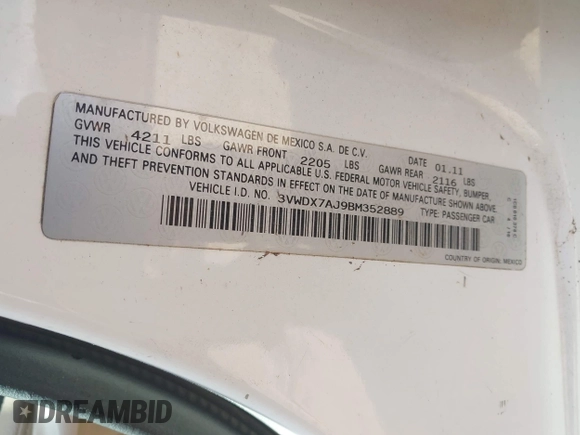 MANUFACTURED BY VOLKSWAGEN DE MEXICO S.A. DE C.V. DATE 01.11
GVWR 4211 LBS GAWR FRONT 2205 LBS GAWR REAR 2116 LBS
THIS VEHICLE CONFORMS TO ALL APPLICABLE U.S. FEDERAL MOTOR VEHICLE SAFETY, BUMPER,
AND THEFT PREVENTION STANDARDS IN EFFECT ON THE DATE OF MANUFACTURE SHOWN ABOVE.
VEHICLE I.D. NO. 3VWDX7AJ9BM352889 TYPE: PASSENGER CAR
COUNTRY OF ORIGIN: MEXICO
DREAMBID